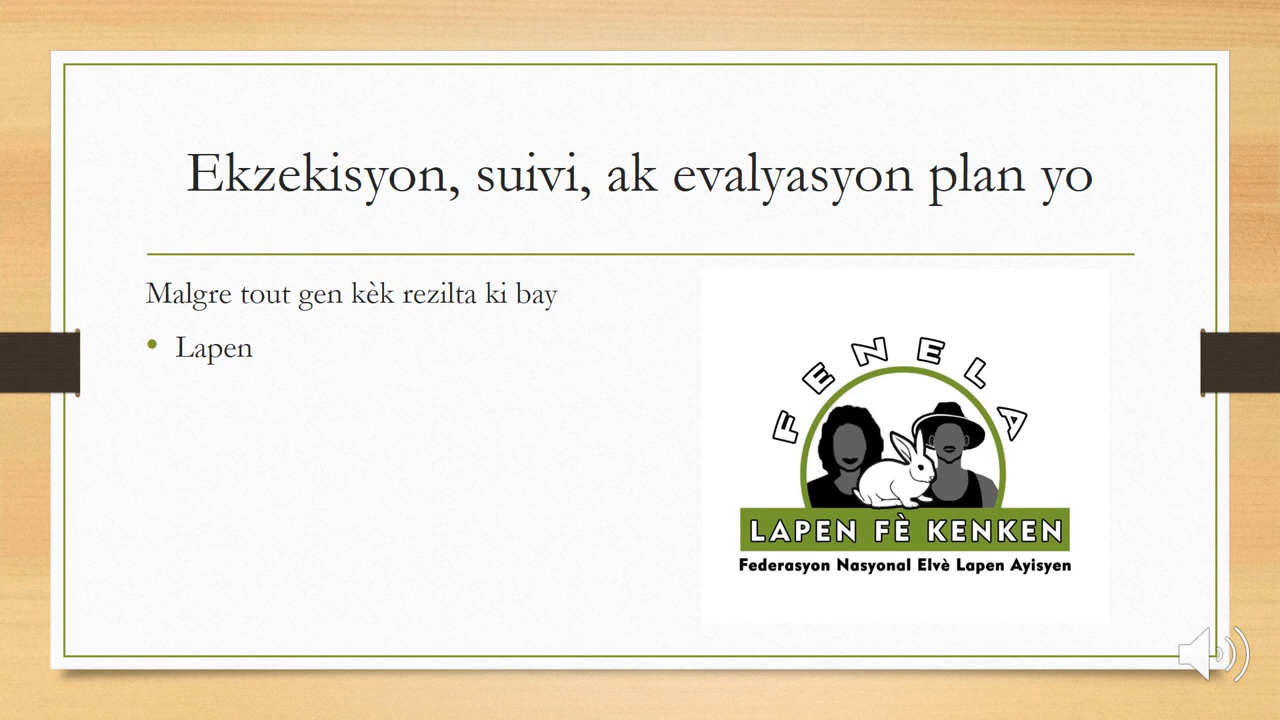 Ekzekisyon, suivi, ak evalyasyon plan yo
Malgre tout gen kèk rezilta ki bay
• Lapen
FENELA
LAPEN FÈ KENKEN
Federasyon Nasyonal Elvè Lapen Ayisyen